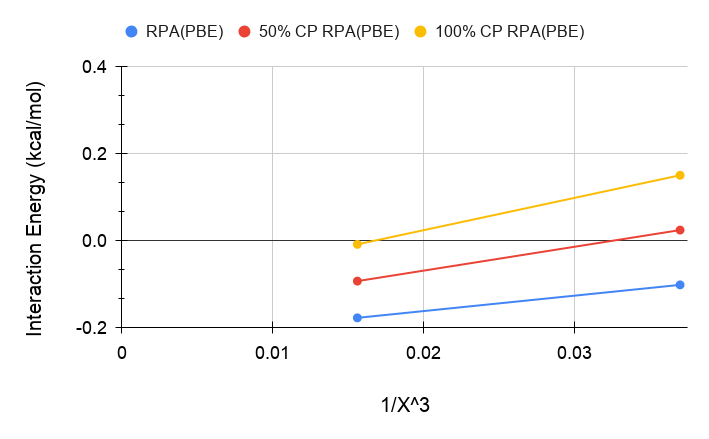 RPA(PBE) 50% CP RPA(PBE) 100% CP RPA(PBE)
Interaction Energy (kcal/mol)
0.4
0.2
0.0
-0.2
0 0.01 0.02 0.03
1/X^3